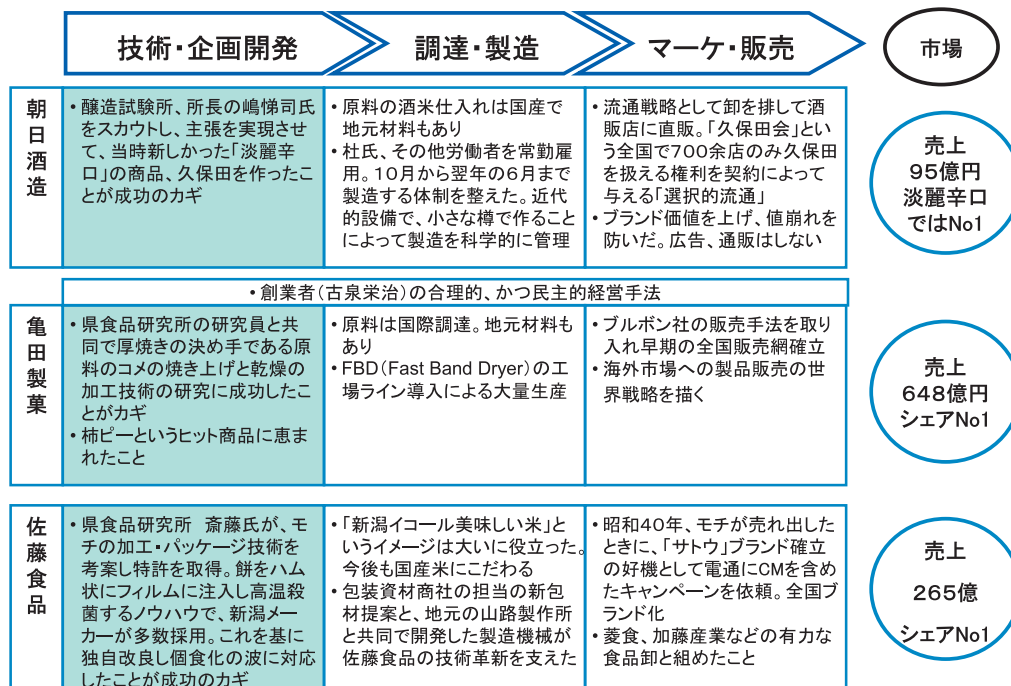 技術・企画開発
調達・製造
マーケ・販売
市場
朝日酒造
・醸造試験所、所長の嶋悌司氏
をスカウトし、主張を実現させ
て、当時新しかった「淡麗辛
口」の商品、久保田を作ったこ
とが成功のカギ
・原料の酒米仕入れは国産で
地元材料もあり
・杜氏、その他労働者を常勤雇
用。10月から翌年の6月まで
製造する体制を整えた。近代
的設備で、小さな樽で作ること
によって製造を科学的に管理
・流通戦略として卸を排して酒
販店に直販。「久保田会」とい
う全国で700余店のみ久保田
を扱える権利を契約によって
与える「選択的流通」
・ブランド価値を上げ、値崩れを
防いだ。広告、通販はしない
売上
95億円
淡麗辛口
ではNo1
・創業者(古泉栄治)の合理的、かつ民主的経営手法
亀田製菓
・県食品研究所の研究員と共
同で厚焼きの決め手である原
料のコメの焼き上げと乾燥の
加工技術の研究に成功したこ
とがカギ
・柿ピーというヒット商品に恵ま
れたこと
・原料は国際調達。地元材料も
あり
・FBD(Fast Band Dryer)の工
場ライン導入による大量生産
・ブルボン社の販売手法を取り
入れ早期の全国販売網確立
・海外市場への製品販売の世
界戦略を描く
売上
648億円
シェアNo1
佐藤食品
・県食品研究所 斎藤氏が、モ
チの加工・パッケージ技術を
考案し特許を取得。餅をハム
状にフィルムに注入し高温殺
菌するノウハウで、新潟メー
カーが多数採用。これを基に
独自改良し個食化の波に対応
したことが成功のカギ
・「新潟イコール美味しい米」と
いうイメージは大いに役立った。
今後も国産米にこだわる
・包装資材商社の担当の新包
材提案と、地元の山路製作所
と共同で開発した製造機械が
佐藤食品の技術革新を支えた
・昭和40年、モチが売れ出した
ときに、「サトウ」ブランド確立
の好機として電通にCMを含め
たキャンペーンを依頼。全国ブ
ランド化
・菱食、加藤産業などの有力な
食品卸と組めたこと
売上
265億
シェアNo1